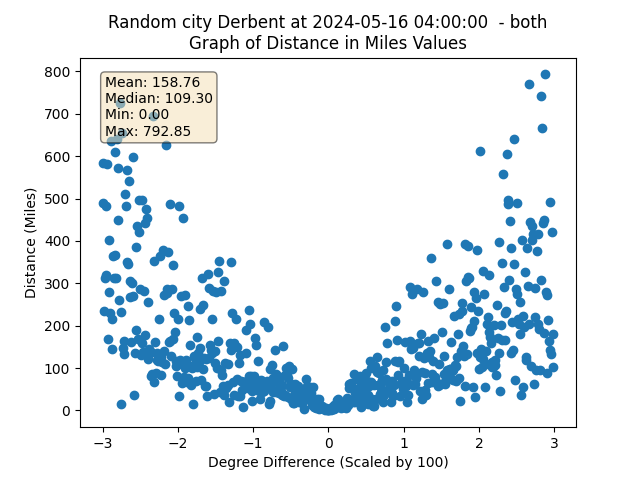 Random city Derbent at 2024-05-16 04:00:00  - both
Graph of Distance in Miles Values
Mean: 158.76
Median: 109.30
Min: 0.00
Max: 792.85
800
700
600
500
400
300
200
100
0
Distance (Miles)
−3
−2
−1
0
1
2
3
Degree Difference (Scaled by 100)